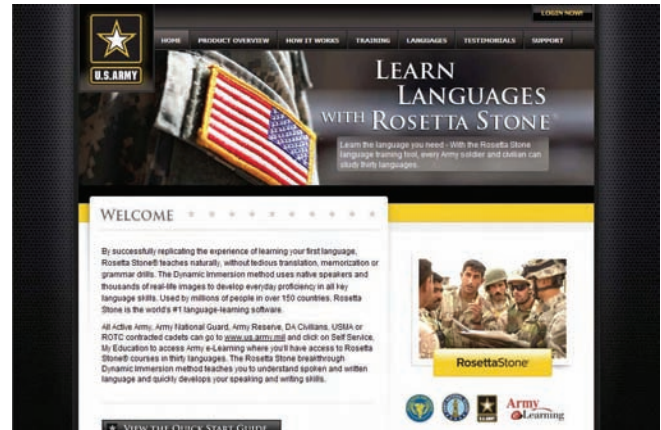 LOGIN NOW!
HOME PRODUCT OVERVIEW HOW IT WORKS TRAINING LANGUAGES TESTIMONIALS SUPPORT
U.S.ARMY
LEARN
LANGUAGES
WITH ROSETTA STONE
Learn the language you need - With the Rosetta Stone
language training tool, every Army soldier and civilian can
study thirty languages.
WELCOME
By successfully replicating the experience of learning your first language,
Rosetta Stone® teaches naturally, without tedious translation, memorization or
grammar drills. The Dynamic Immersion method uses native speakers and
thousands of real-life images to develop everyday proficiency in all key
language skills. Used by millions of people in over 150 countries, Rosetta
Stone is the world's #1 language-learning software.
All Active Army, Army National Guard, Army Reserve, DA Civilians, USMA or
ROTC contracted cadets can go to www.us.army.mil and click on Self Service,
My Education to access Army e-Learning where you'll have access to Rosetta
Stone® courses in thirty languages. The Rosetta Stone breakthrough
Dynamic Immersion method teaches you to understand spoken and written
language and quickly develops your speaking and writing skills.
VIEW THE QUICK START GUIDE
RosettaStone
Army
eLearning